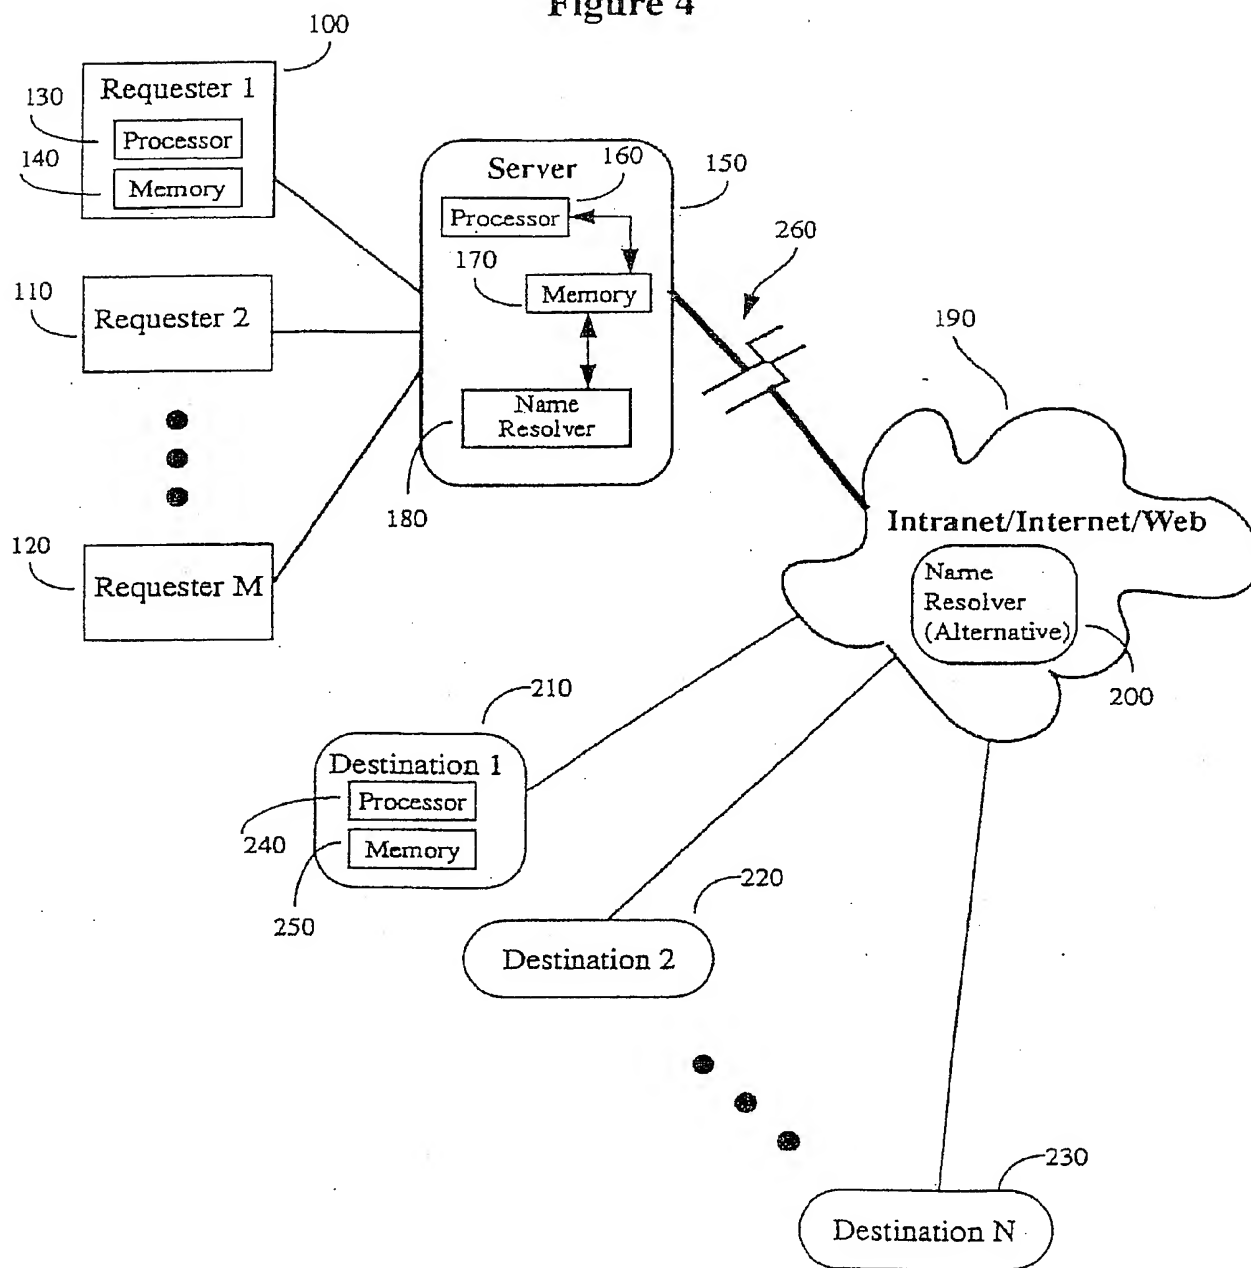 Figure 4
100
Requester 1
130
Processor
140
Memory
110
Requester 2
120
Requester M
Server
160
150
Processor
170
Memory
Name
Resolver
180
260
190
Intranet/Internet/Web
Name
Resolver
(Alternative)
200
210
Destination 1
Processor
240
Memory
250
220
Destination 2
230
Destination N